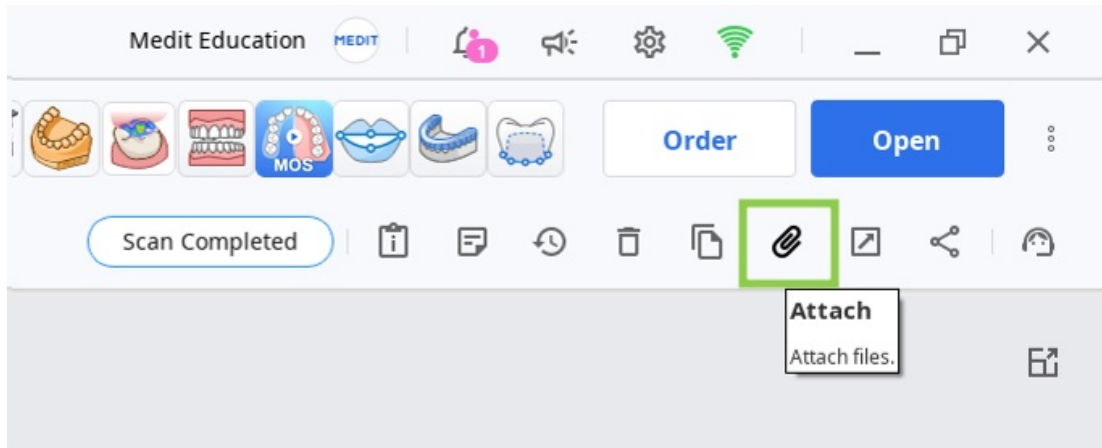 Medit Education MEDIT 1
MOS
Order Open
Scan Completed
Attach
Attach files.